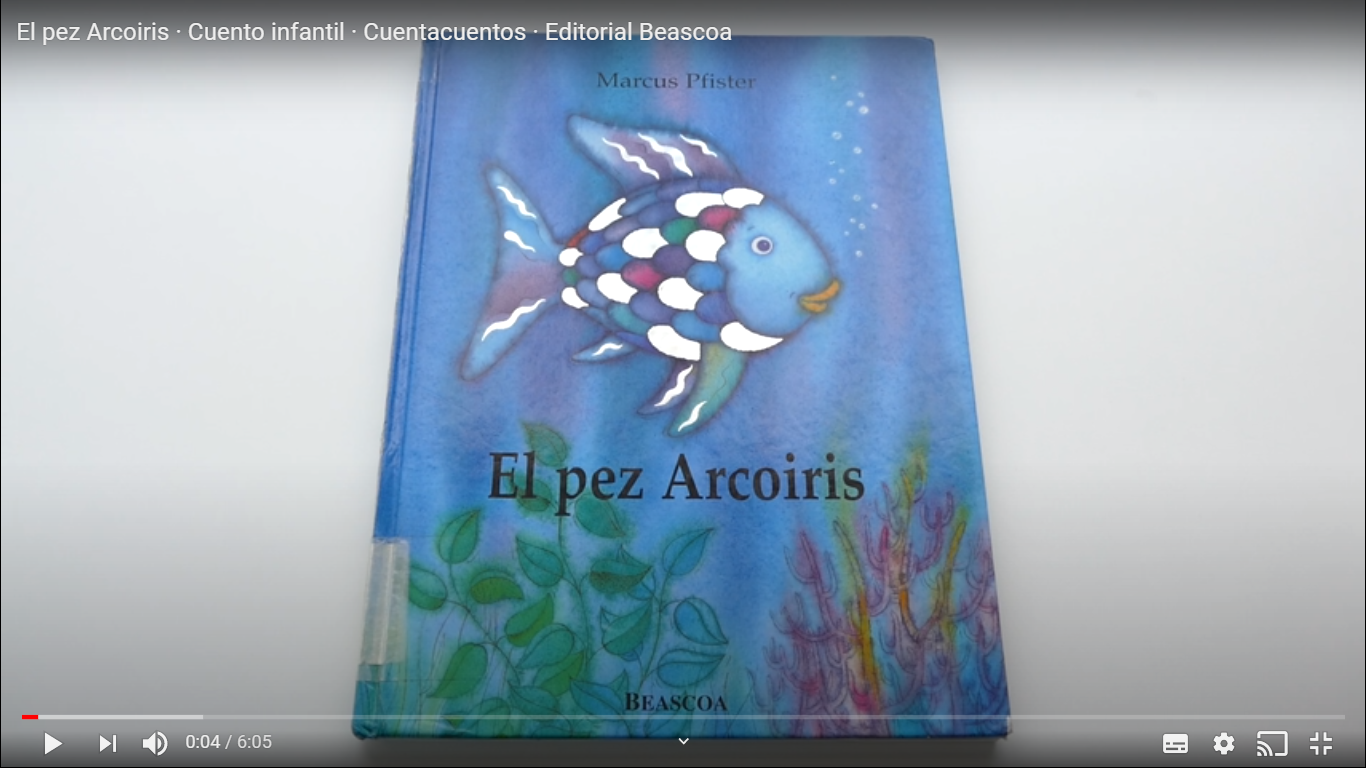 El pez Arcoiris · Cuento infantil · Cuentacuentos · Editorial Beascoa
Marcus Pfister
El pez Arcoiris
BEASCOA
0:04 / 6:05